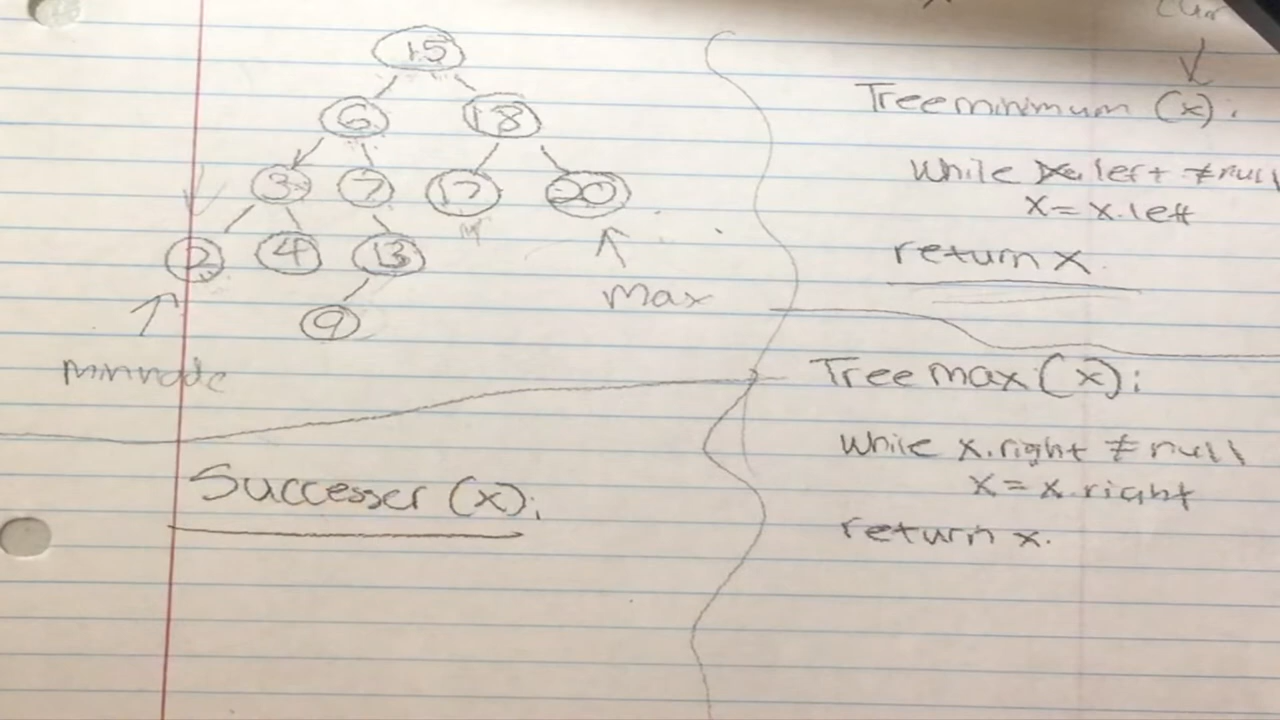 15
6 18
3 7 17 20
2 4 13
9
max
minnode
Successer (x):
Treeminimum (x):
while x.left ≠ null
x = x.left
return x.
Tree max (x):
while x.right ≠ null
x = x.right
return x.